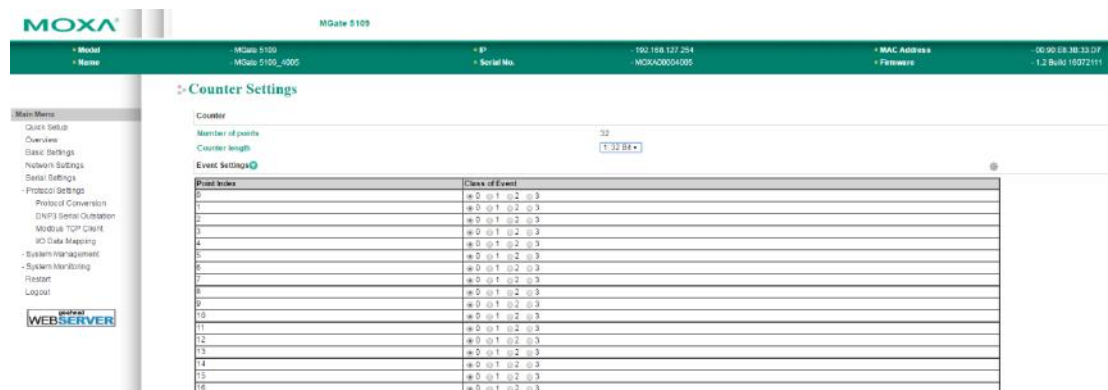 MOXA
MGate 5109
Model - MGate 5109 IP - 192.168.127.254 MAC Address - 00:90:E8:3B:33:D7
Name - MGate 5109_4005 Serial No. - MOXA00004005 Firmware - 1.2 Build 16072111
Counter Settings
Main Menu
Quick Setup
Overview
Basic Settings
Network Settings
Serial Settings
- Protocol Settings
Protocol Conversion
DNP3 Serial Outstation
Modbus TCP Client
I/O Data Mapping
- System Management
- System Monitoring
Restart
Logout
goahead
WEBSERVER
Counter
Number of points 32
Counter length 1: 32 Bit
Event Settings
Point Index Class of Event
0 0 1 2 3
1 0 1 2 3
2 0 1 2 3
3 0 1 2 3
4 0 1 2 3
5 0 1 2 3
6 0 1 2 3
7 0 1 2 3
8 0 1 2 3
9 0 1 2 3
10 0 1 2 3
11 0 1 2 3
12 0 1 2 3
13 0 1 2 3
14 0 1 2 3
15 0 1 2 3
16 0 1 2 3